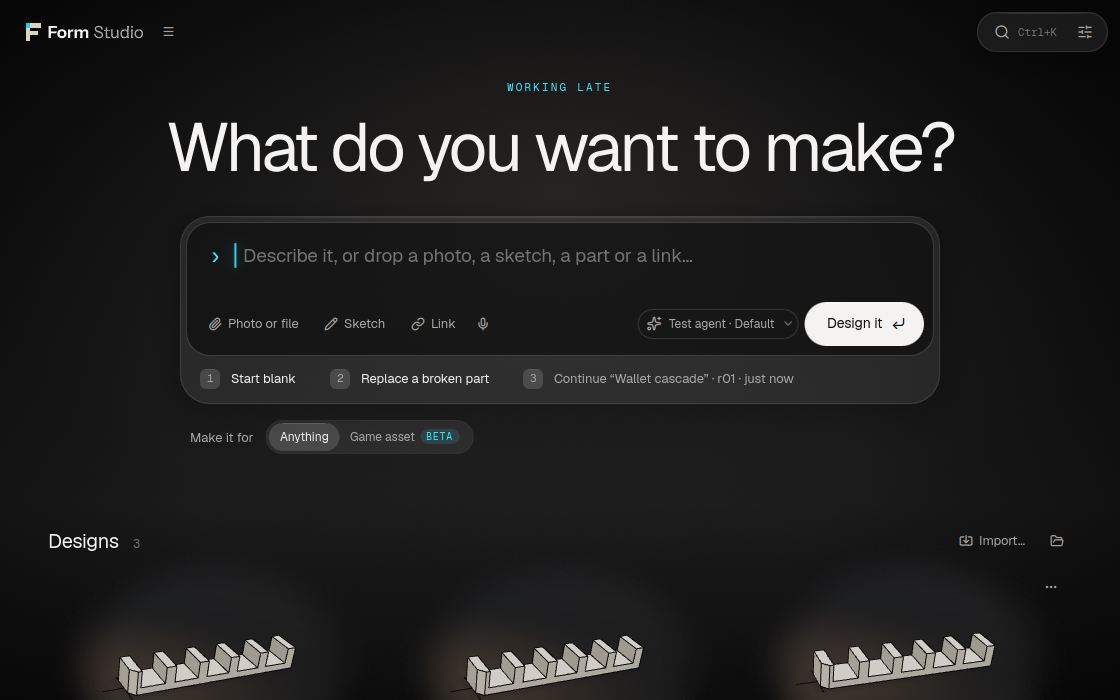 Form Studio
Ctrl+K
WORKING LATE
What do you want to make?
› Describe it, or drop a photo, a sketch, a part or a link…
Photo or file
Sketch
Link
Test agent · Default
Design it
1 Start blank
2 Replace a broken part
3 Continue “Wallet cascade” · r01 · just now
Make it for
Anything
Game asset BETA
Designs 3
Import…